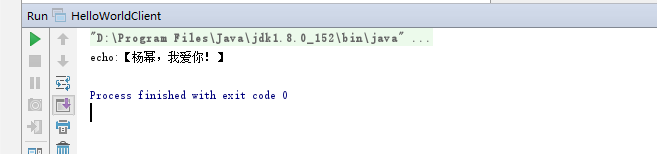 Run HelloWorldClient
"D:\Program Files\Java\jdk1.8.0_152\bin\java" ...
echo:【杨幂，我爱你！】
Process finished with exit code 0